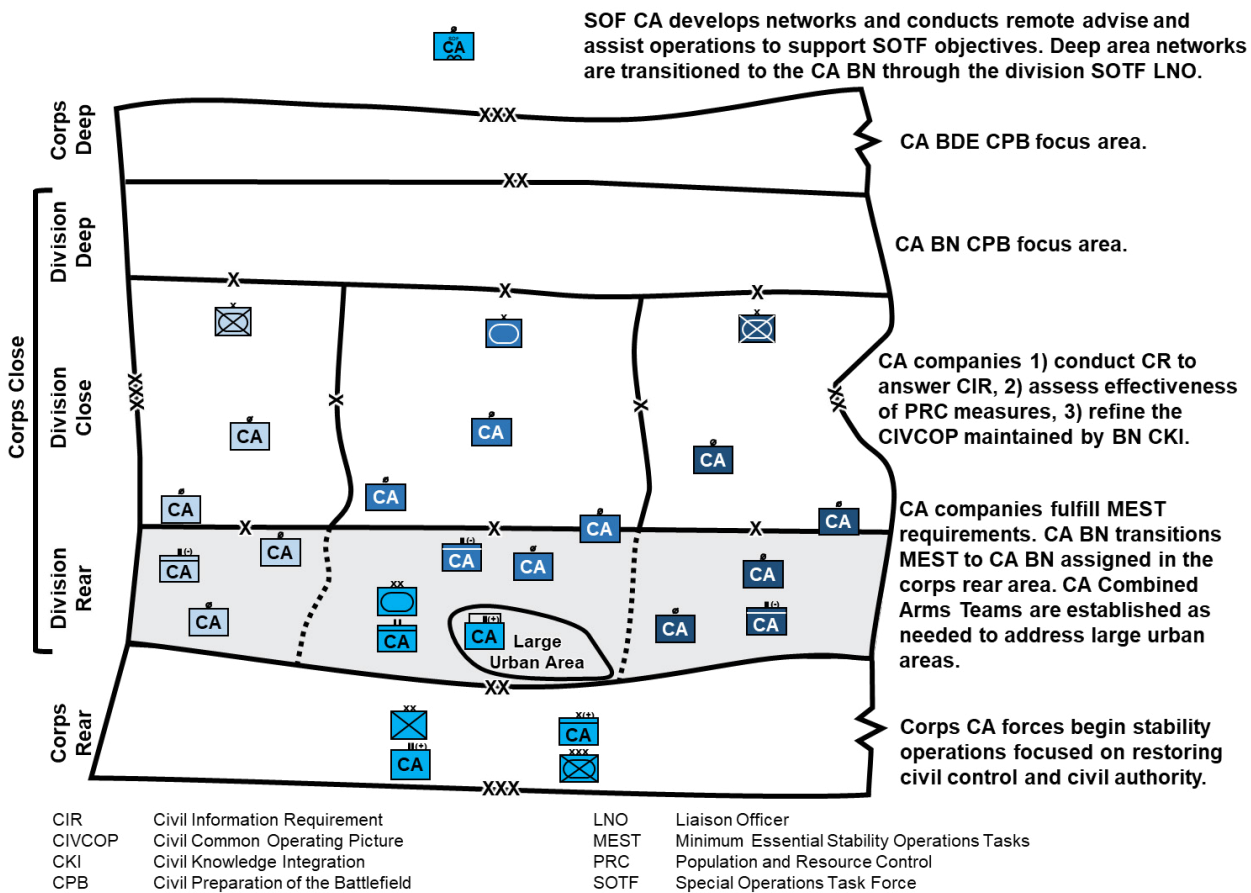 SOF CA develops networks and conducts remote advise and
assist operations to support SOTF objectives. Deep area networks
are transitioned to the CA BN through the division SOTF LNO.
CA
XXX
Corps
Deep
CA BDE CPB focus area.
XX
Division
Deep
CA BN CPB focus area.
X
X
X
Corps Close
Division
Close
X
X
X
XXX
X
X
XX
CA companies 1) conduct CR to
answer CIR, 2) assess effectiveness
of PRC measures, 3) refine the
CIVCOP maintained by BN CKI.
CA
CA
CA
CA
CA
CA
CA
X
X
X
Division
Rear
CA companies fulfill MEST
requirements. CA BN transitions
MEST to CA BN assigned in the
corps rear area. CA Combined
Arms Teams are established as
needed to address large urban
areas.
II(-)
CA
CA
II(-)
CA
CA
CA
CA
XX
II
CA
II(+)
CA
Large
Urban Area
CA
II(-)
CA
XX
Corps
Rear
XX
II(+)
CA
X(+)
CA
XXX
XXX
Corps CA forces begin stability
operations focused on restoring
civil control and civil authority.
CIR Civil Information Requirement
CIVCOP Civil Common Operating Picture
CKI Civil Knowledge Integration
CPB Civil Preparation of the Battlefield
LNO Liaison Officer
MEST Minimum Essential Stability Operations Tasks
PRC Population and Resource Control
SOTF Special Operations Task Force